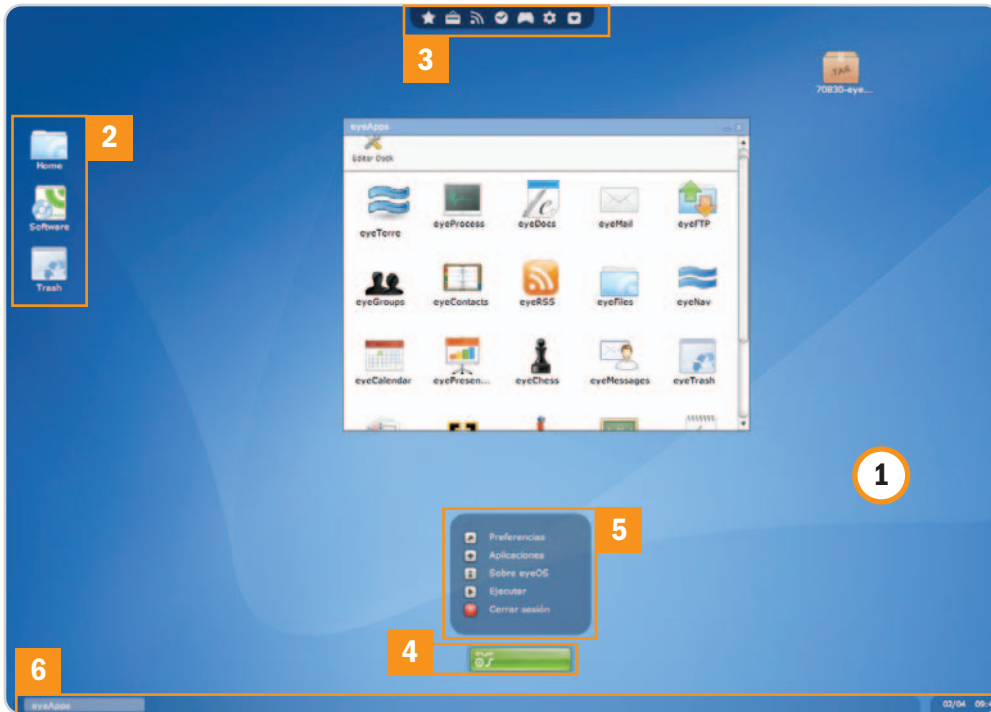 3
.TAR
70830-eye...
2
Home
Software
Trash
eyeApps
Editar Dock
eyeTerre
eyeProcess
eyeDocs
eyeMail
eyeFTP
eyeGroups
eyeContacts
eyeRSS
eyeFiles
eyeNav
eyeCalendar
eyePresen...
eyeChess
eyeMessages
eyeTrash
1
5
Preferencias
Aplicaciones
Sobre eyeOS
Ejecutar
Cerrar sesión
4
6
eyeApps
03/04